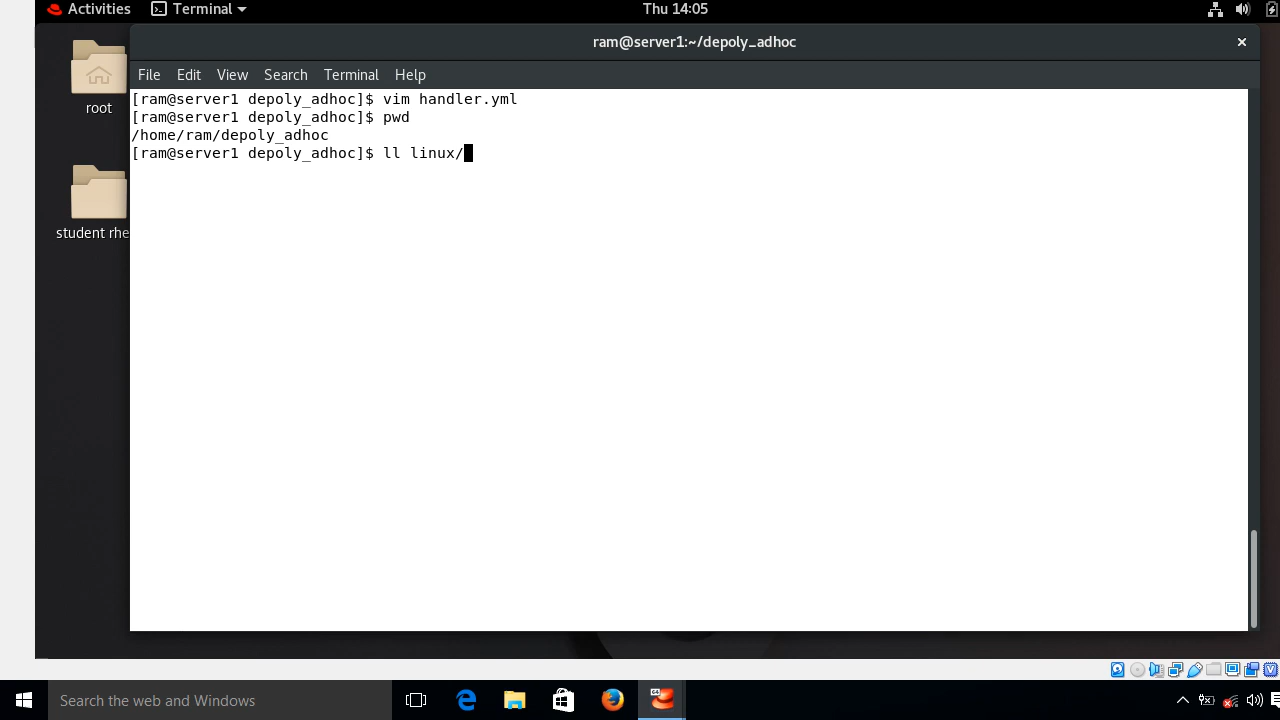 Activities Terminal Thu 14:05
ram@server1:~/depoly_adhoc
File Edit View Search Terminal Help
[ram@server1 depoly_adhoc]$ vim handler.yml
[ram@server1 depoly_adhoc]$ pwd
/home/ram/depoly_adhoc
[ram@server1 depoly_adhoc]$ ll linux/
root
student rhe
Search the web and Windows